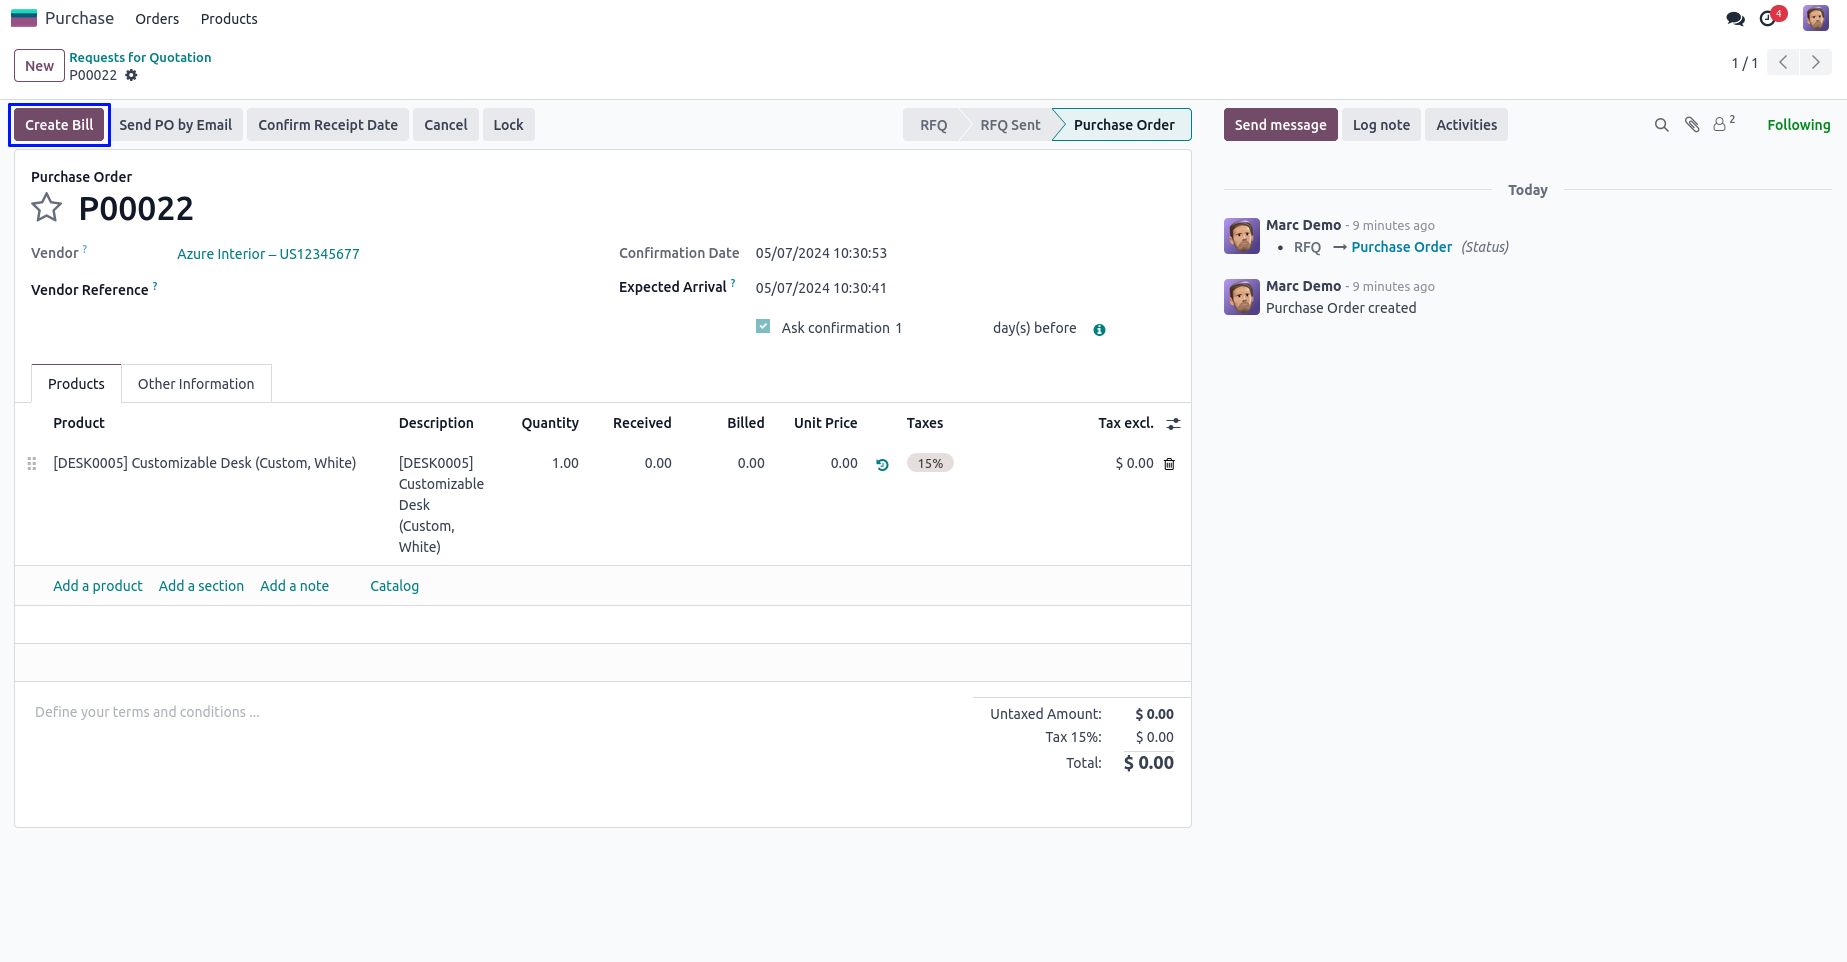 Purchase Orders Products
4
New
Requests for Quotation
P00022
1 / 1
Create Bill Send PO by Email Confirm Receipt Date Cancel Lock
RFQ RFQ Sent Purchase Order
Send message Log note Activities
2
Following
Purchase Order
P00022
Vendor ? Azure Interior – US12345677
Vendor Reference ?
Confirmation Date 05/07/2024 10:30:53
Expected Arrival ? 05/07/2024 10:30:41
Ask confirmation 1 day(s) before
Products Other Information
Product Description Quantity Received Billed Unit Price Taxes Tax excl.
[DESK0005] Customizable Desk (Custom, White) [DESK0005] 1.00 0.00 0.00 0.00 15% $ 0.00
Customizable
Desk
(Custom,
White)
Add a product Add a section Add a note Catalog
Define your terms and conditions ...
Untaxed Amount: $ 0.00
Tax 15%: $ 0.00
Total: $ 0.00
Today
Marc Demo - 9 minutes ago
• RFQ → Purchase Order (Status)
Marc Demo - 9 minutes ago
Purchase Order created